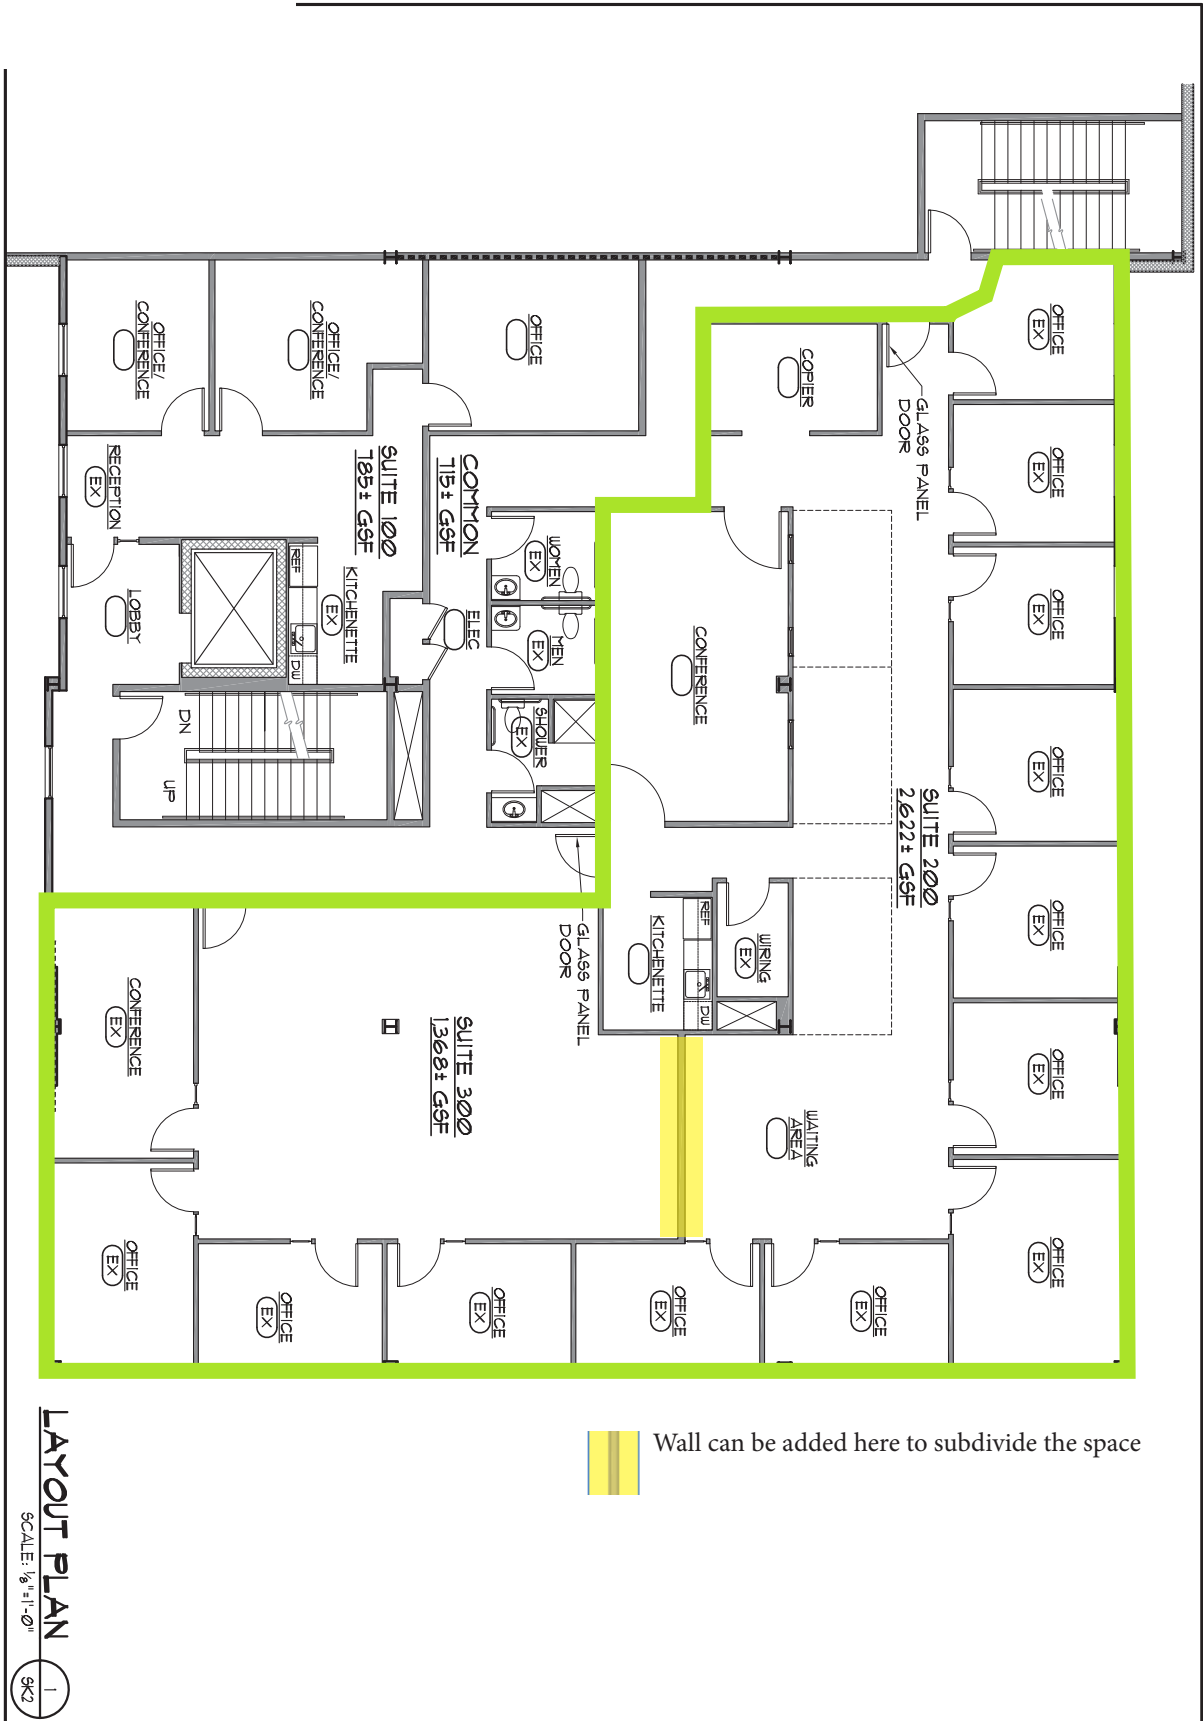 OFFICE
EX
OFFICE
EX
OFFICE
EX
OFFICE
EX
OFFICE
EX
OFFICE
EX
OFFICE
EX
GLASS PANEL
DOOR
COPIER
SUITE 200
2,622± GSF
CONFERENCE
WIRING
EX
KITCHENETTE
REF
DW
WAITING
AREA
OFFICE
EX
OFFICE
EX
OFFICE
EX
OFFICE
EX
OFFICE
EX
CONFERENCE
EX
SUITE 300
1,368± GSF
GLASS PANEL
DOOR
OFFICE
OFFICE/
CONFERENCE
OFFICE/
CONFERENCE
COMMON
715± GSF
SUITE 100
785± GSF
RECEPTION
EX
WOMEN
EX
MEN
EX
SHOWER
EX
ELEC
KITCHENETTE
EX
REF
DW
LOBBY
DN
UP
Wall can be added here to subdivide the space
LAYOUT PLAN
SCALE: 1/8"=1'-0"
1
SK2